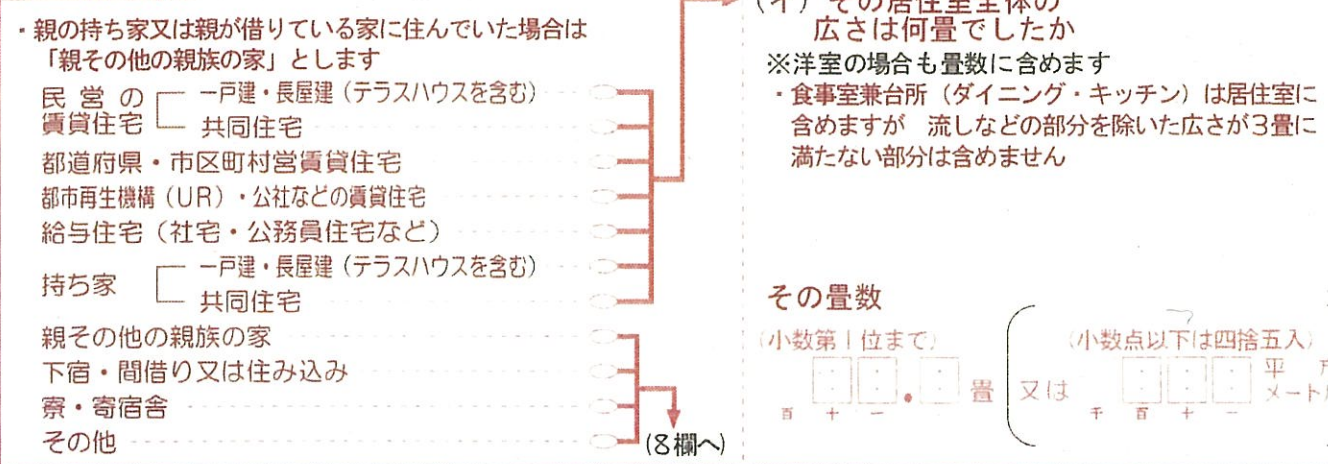 ・親の持ち家又は親が借りている家に住んでいた場合は
「親その他の親族の家」とします
民営の
賃貸住宅
一戸建・長屋建（テラスハウスを含む）
共同住宅
都道府県・市区町村営賃貸住宅
都市再生機構（UR）・公社などの賃貸住宅
給与住宅（社宅・公務員住宅など）
持ち家
一戸建・長屋建（テラスハウスを含む）
共同住宅
親その他の親族の家
下宿・間借り又は住み込み
寮・寄宿舎
その他
(8欄へ)
（イ）その居住室全体の
広さは何畳でしたか
※洋室の場合も畳数に含めます
・食事室兼台所（ダイニング・キッチン）は居住室に
含めますが　流しなどの部分を除いた広さが3畳に
満たない部分は含めません
その畳数
（小数第1位まで）
. 畳
百 十 一
又は
（小数点以下は四捨五入）
千 百 十 一
平
メート